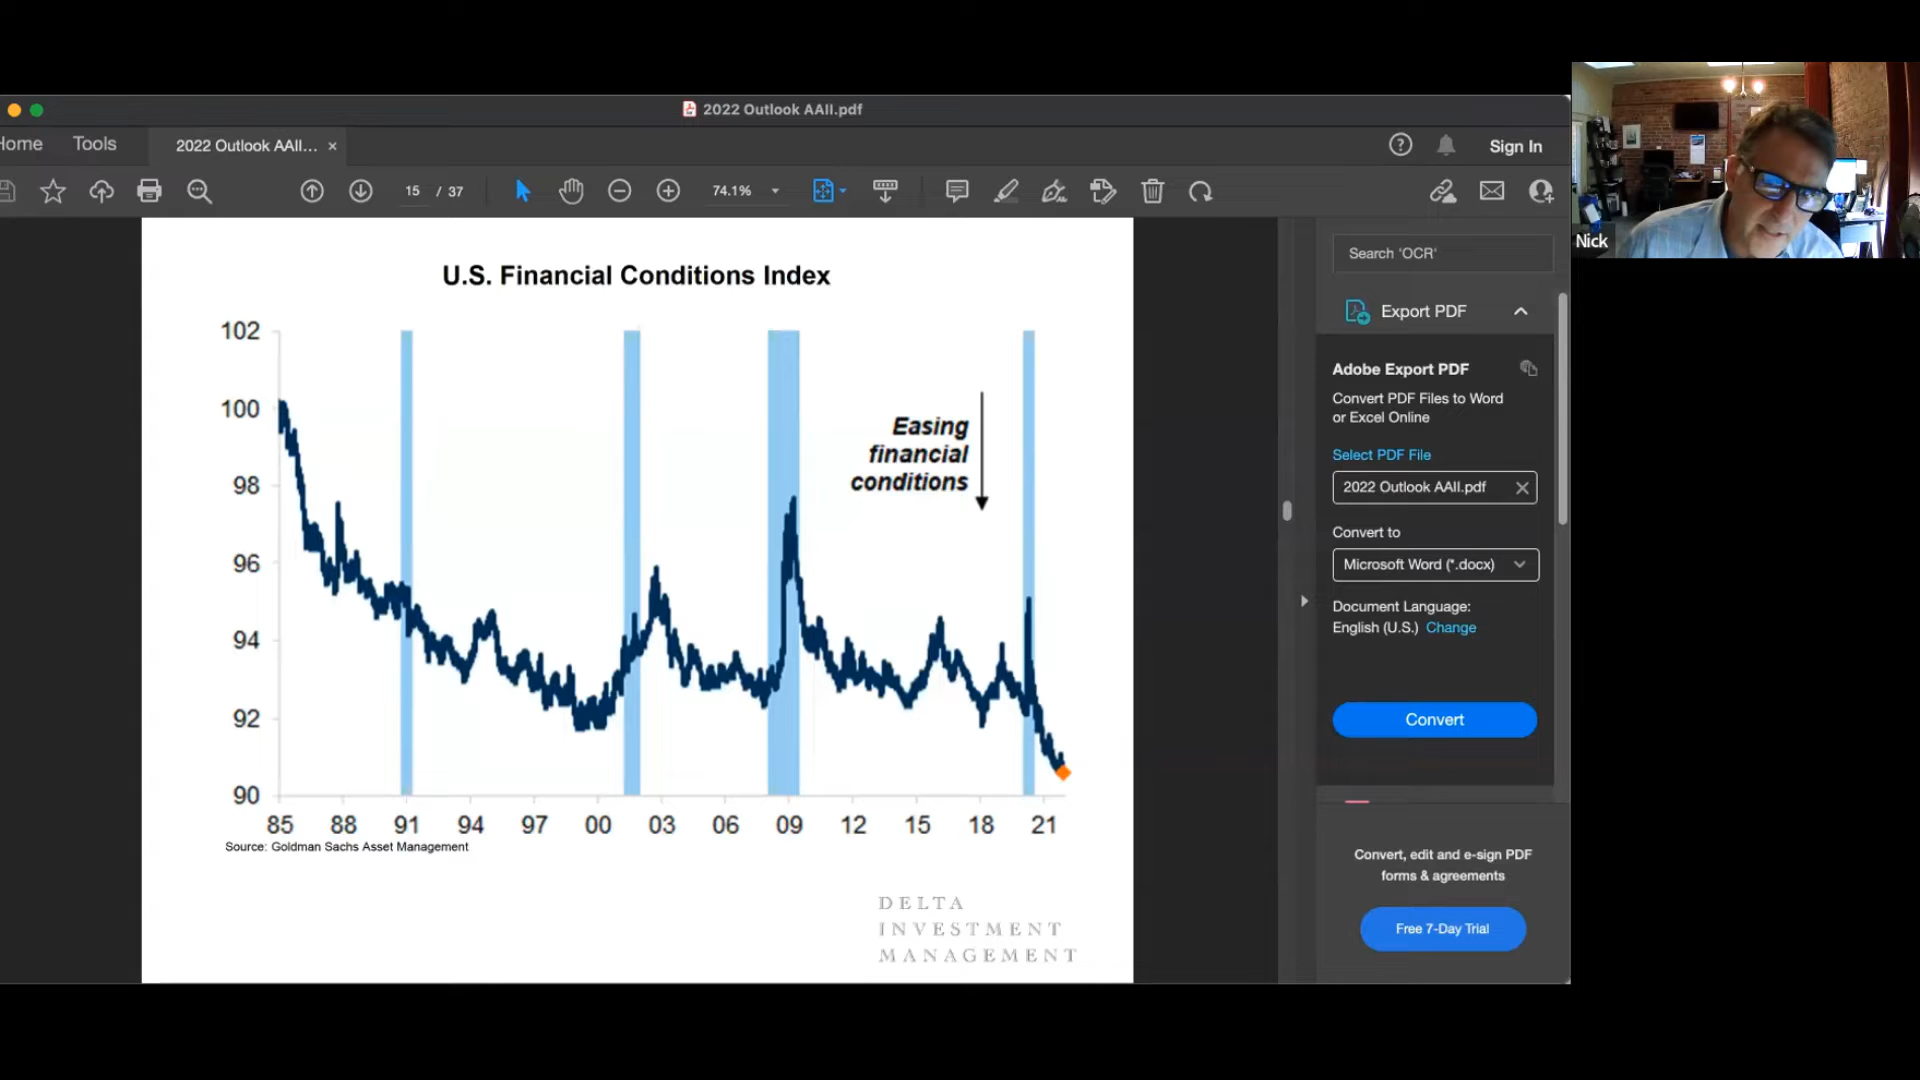 2022 Outlook AAII.pdf
Home
Tools
2022 Outlook AAII...
Sign In
15 / 37
74.1%
Nick
U.S. Financial Conditions Index
102
100
98
96
94
92
90
Easing
financial
conditions
85 88 91 94 97 00 03 06 09 12 15 18 21
Source: Goldman Sachs Asset Management
DELTA
INVESTMENT
MANAGEMENT
Search 'OCR'
Export PDF
Adobe Export PDF
Convert PDF Files to Word
or Excel Online
Select PDF File
2022 Outlook AAII.pdf
Convert to
Microsoft Word (*.docx)
Document Language:
English (U.S.) Change
Convert
Convert, edit and e-sign PDF
forms & agreements
Free 7-Day Trial